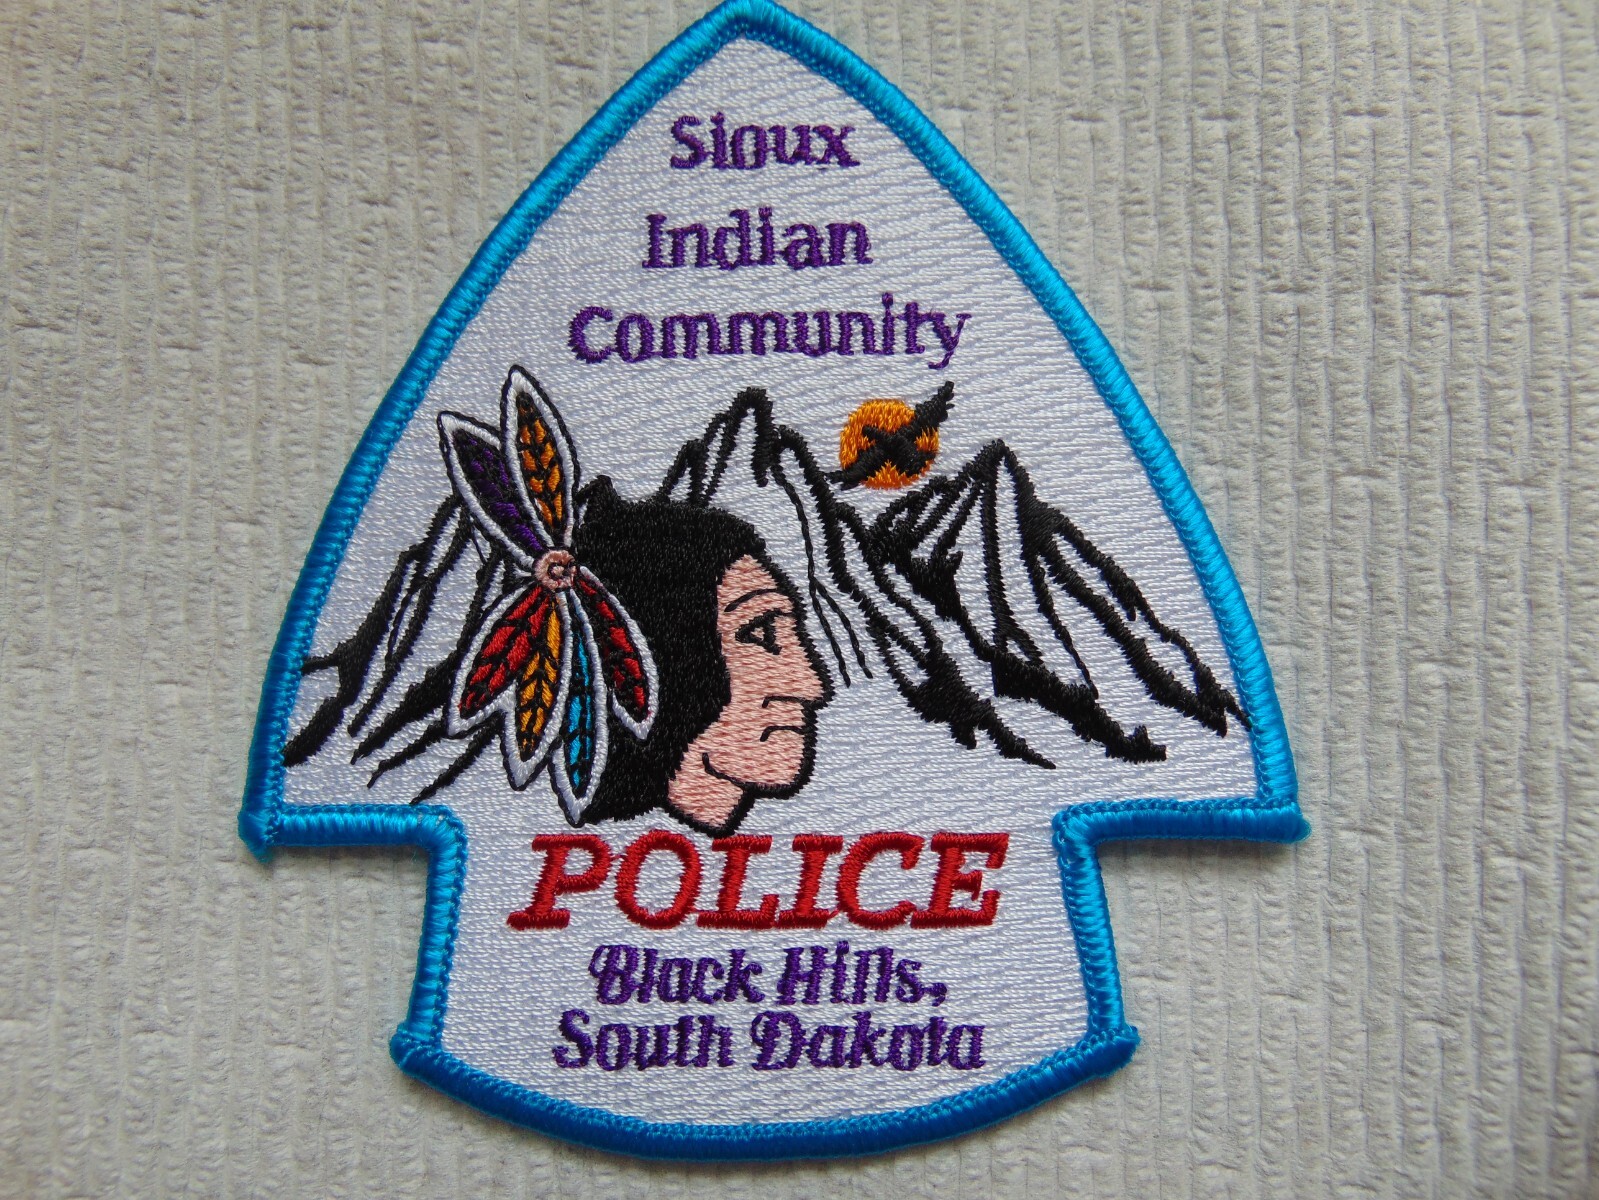 Sioux
Indian
Community
POLICE
Black Hills,
South Dakota